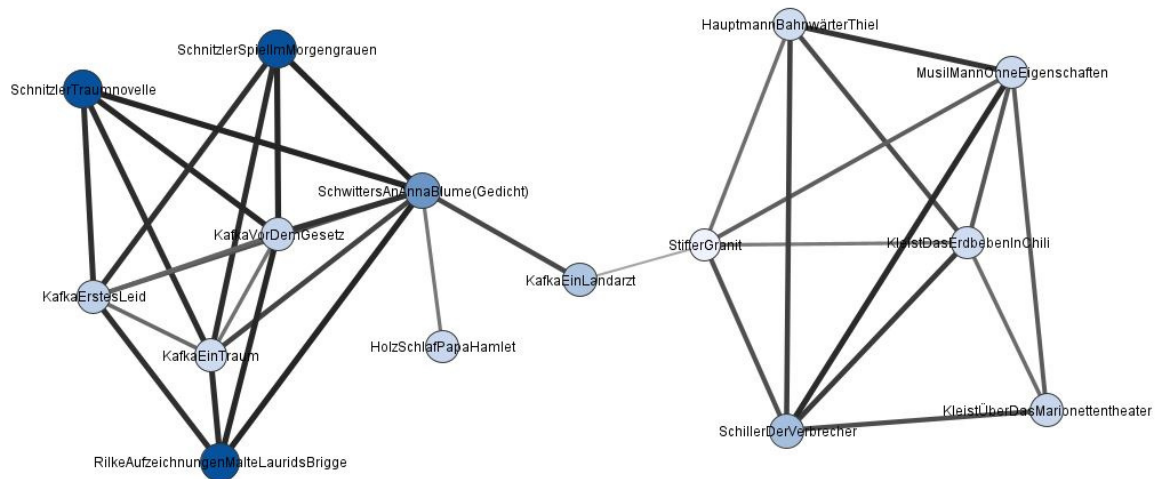 HauptmannBahnwärterThiel
SchnitzlerSpielImMorgengrauen
MusilMannOhneEigenschaften
SchnitzlerTraumnovelle
SchwittersAnAnnaBlume(Gedicht)
KafkaVorDemGesetz
StifterGranit
KleistDasErdbebenInChili
KafkaEinLandarzt
KafkaErstesLeid
HolzSchlafPapaHamlet
KafkaEinTraum
KleistÜberDasMarionettentheater
SchillerDerVerbrecher
RilkeAufzeichnungenMalteLauridsBrigge